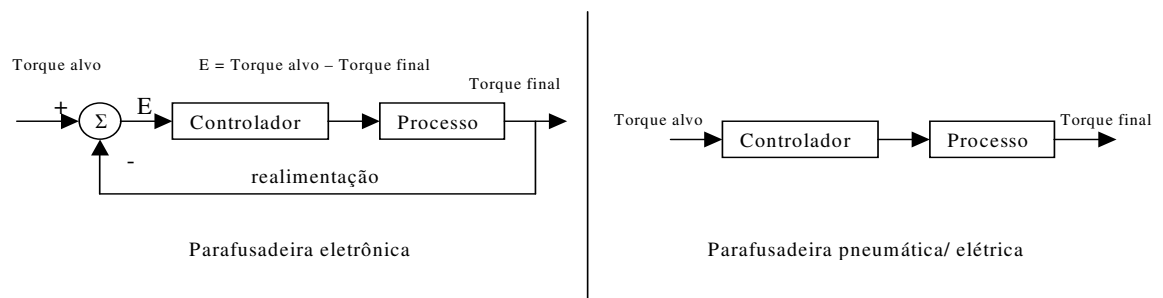 Torque alvo
E = Torque alvo – Torque final
Torque final
+
Σ
E
Controlador
Processo
-
realimentação
Parafusadeira eletrônica
Torque alvo
Controlador
Processo
Torque final
Parafusadeira pneumática/ elétrica